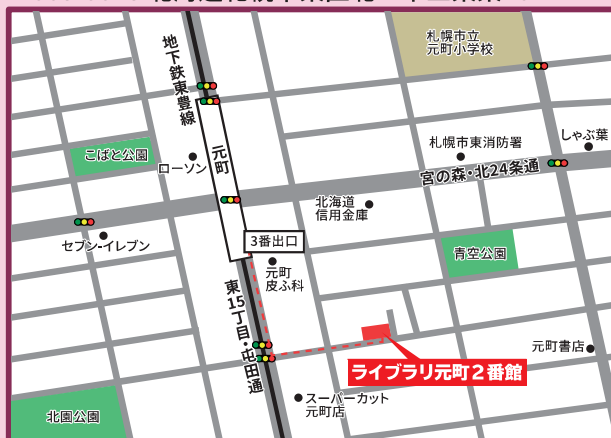 札幌市立
元町小学校
地下鉄東豊線
しゃぶ葉
札幌市東消防署
こばと公園
ローソン
元町
宮の森・北24条通
北海道
信用金庫
セブン-イレブン
3番出口
青空公園
元町
皮ふ科
東15丁目・屯田通
元町書店
ライブラリ元町2番館
スーパーカット
元町店
北園公園